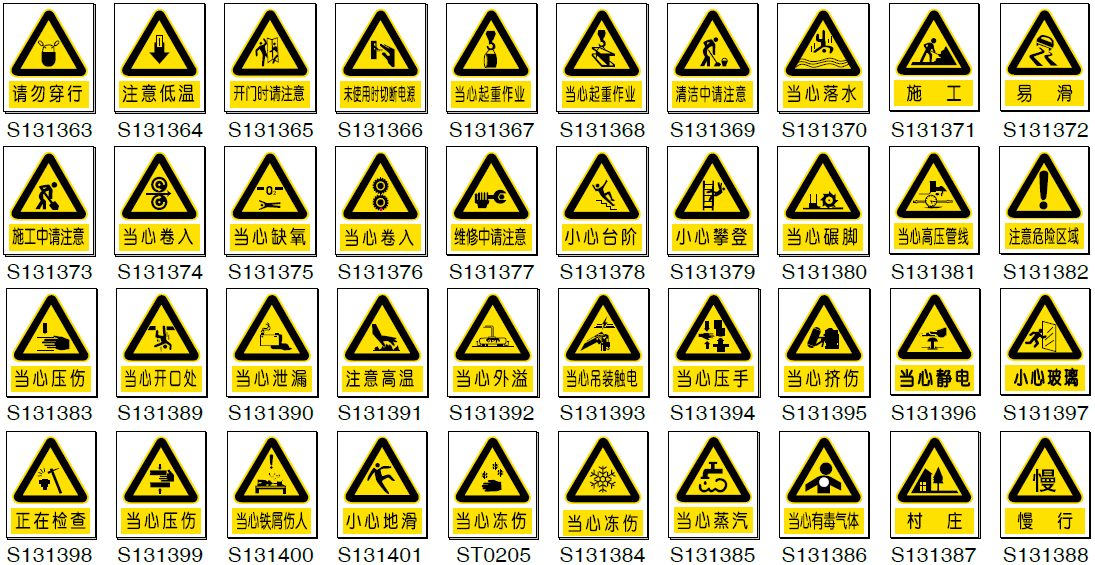 请勿穿行 注意低温 开门时请注意 未使用时切断电源 当心起重作业 当心起重作业 清洁中请注意 当心落水 施 工 易 滑
S131363 S131364 S131365 S131366 S131367 S131368 S131369 S131370 S131371 S131372
O₂
施工中请注意 当心卷入 当心缺氧 当心卷入 维修中请注意 小心台阶 小心攀登 当心碾脚 当心高压管线 注意危险区域
S131373 S131374 S131375 S131376 S131377 S131378 S131379 S131380 S131381 S131382
当心压伤 当心开口处 当心泄漏 注意高温 当心外溢 当心吊装触电 当心压手 当心挤伤 当心静电 小心玻璃
S131383 S131389 S131390 S131391 S131392 S131393 S131394 S131395 S131396 S131397
慢
正在检查 当心压伤 当心铁屑伤人 小心地滑 当心冻伤 当心冻伤 当心蒸汽 当心有毒气体 村 庄 慢 行
S131398 S131399 S131400 S131401 ST0205 S131384 S131385 S131386 S131387 S131388